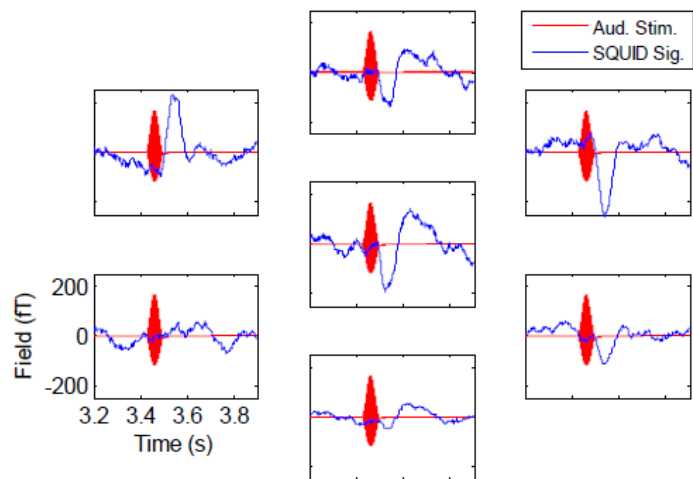 Aud. Stim.
SQUID Sig.
200
0
-200
Field (fT)
3.2 3.4 3.6 3.8
Time (s)